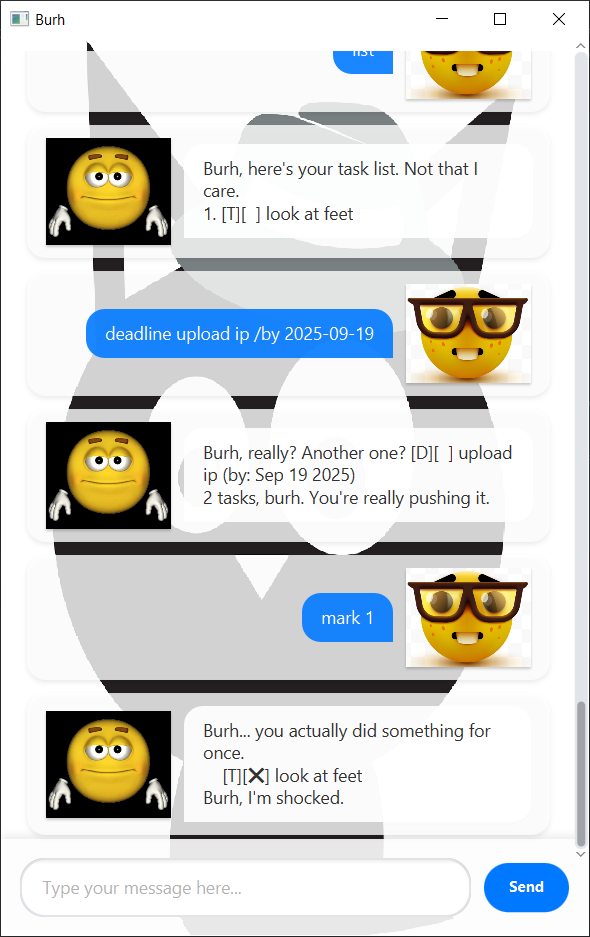 Burh
list
Burh, here's your task list. Not that I
care.
1. [T][  ] look at feet
deadline upload ip /by 2025-09-19
Burh, really? Another one? [D][  ] upload
ip (by: Sep 19 2025)
2 tasks, burh. You're really pushing it.
mark 1
Burh... you actually did something for
once.
[T][❌] look at feet
Burh, I'm shocked.
Type your message here...
Send